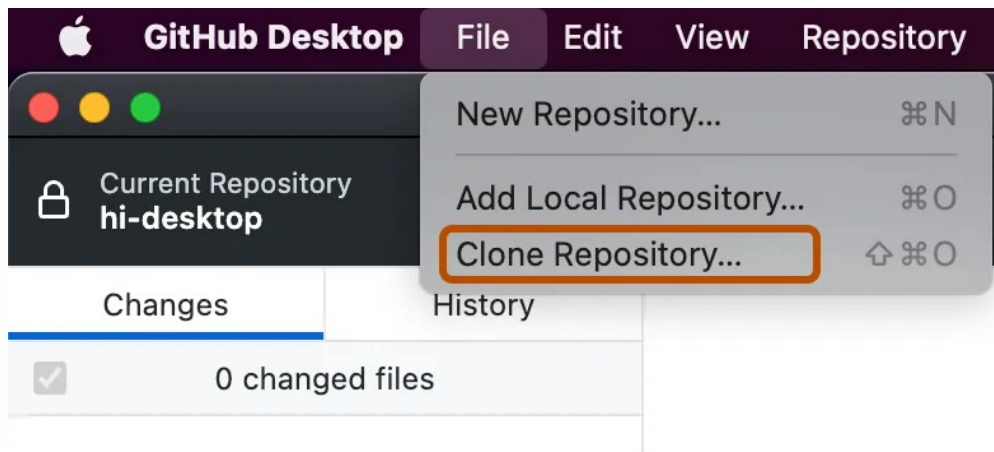 GitHub Desktop File Edit View Repository
New Repository... ⌘N
Current Repository
hi-desktop
Add Local Repository... ⌘O
Clone Repository... ⇧⌘O
Changes History
0 changed files